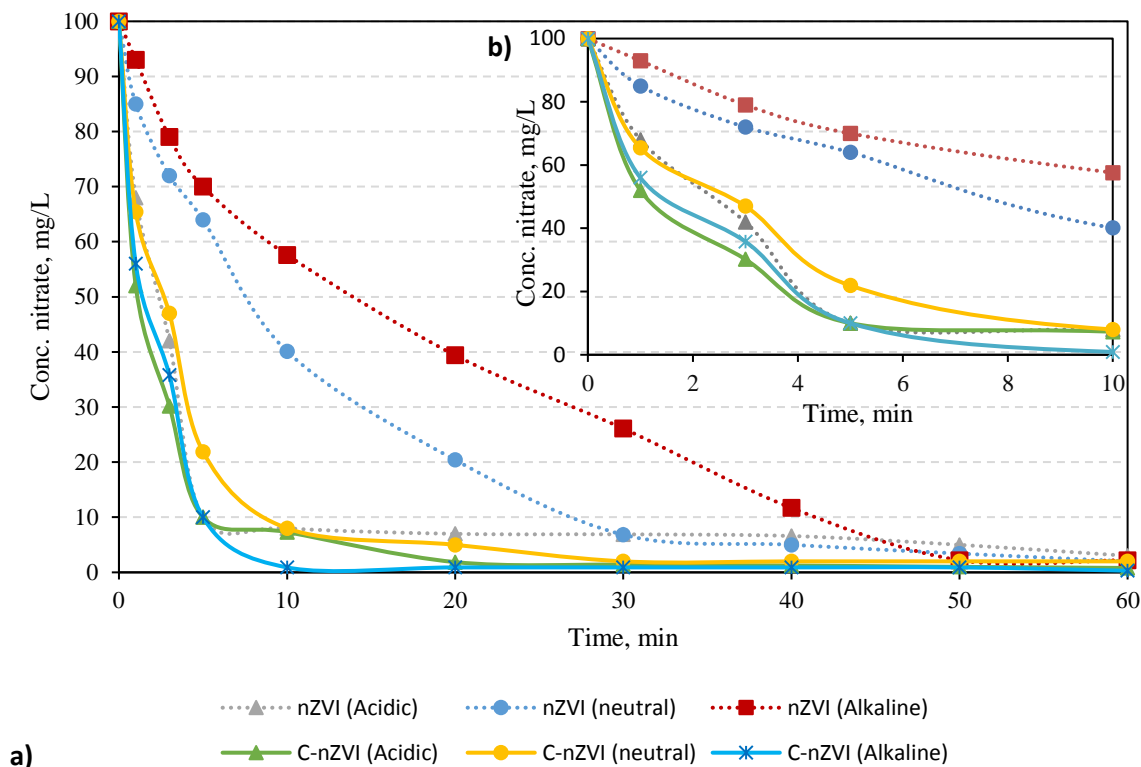 100
90
80
70
60
50
40
30
20
10
0
Conc. nitrate, mg/L
0 10 20 30 40 50 60
Time, min
b)
100
80
60
40
20
0
Conc. nitrate, mg/L
0 2 4 6 8 10
Time, min
nZVI (Acidic) nZVI (neutral) nZVI (Alkaline)
C-nZVI (Acidic) C-nZVI (neutral) C-nZVI (Alkaline)
a)